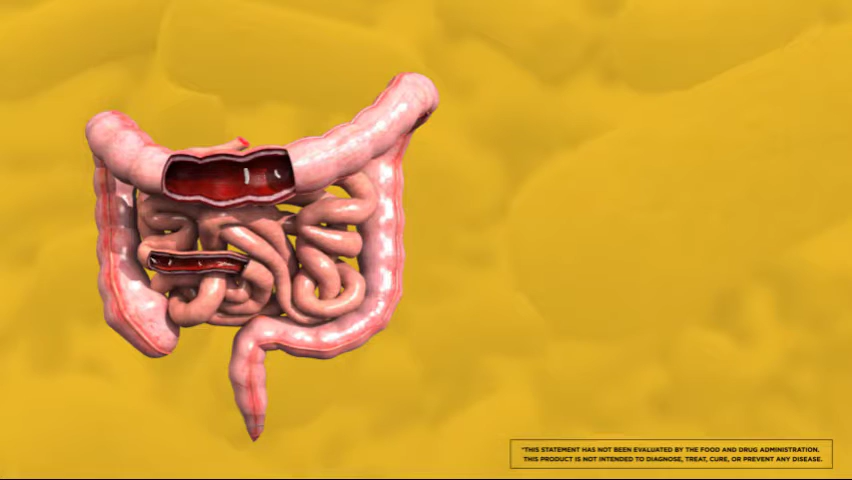 *THIS STATEMENT HAS NOT BEEN EVALUATED BY THE FOOD AND DRUG ADMINISTRATION.
THIS PRODUCT IS NOT INTENDED TO DIAGNOSE, TREAT, CURE, OR PREVENT ANY DISEASE.